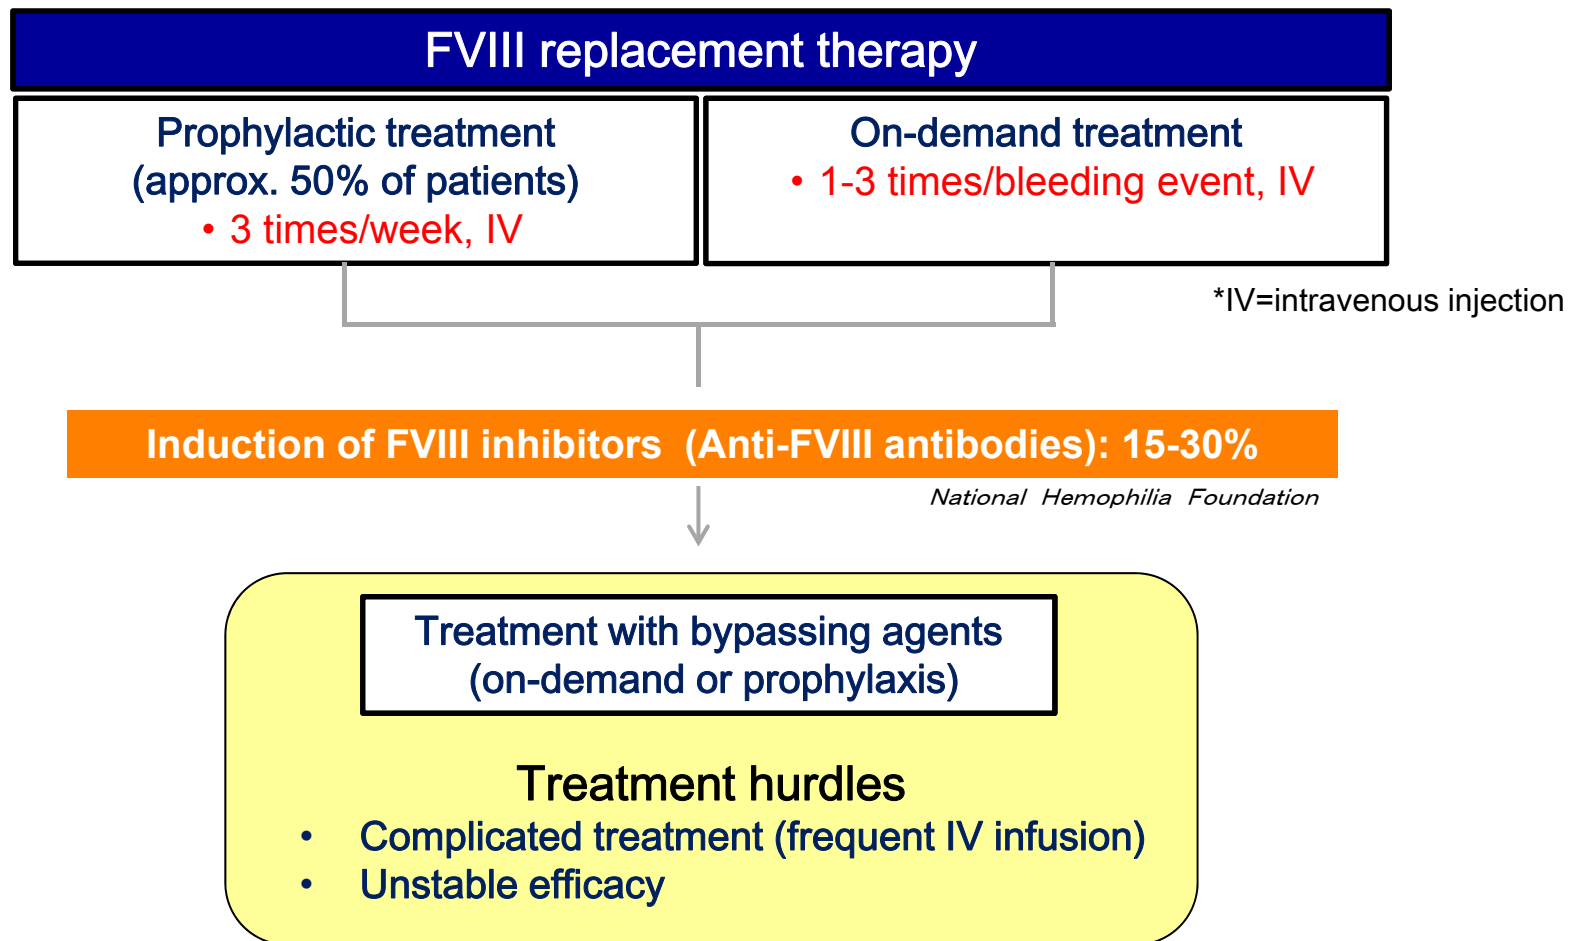 FVIII replacement therapy
Prophylactic treatment
(approx. 50% of patients)
• 3 times/week, IV
On-demand treatment
• 1-3 times/bleeding event, IV
*IV=intravenous injection
Induction of FVIII inhibitors (Anti-FVIII antibodies): 15-30%
National Hemophilia Foundation
Treatment with bypassing agents
(on-demand or prophylaxis)
Treatment hurdles
• Complicated treatment (frequent IV infusion)
• Unstable efficacy